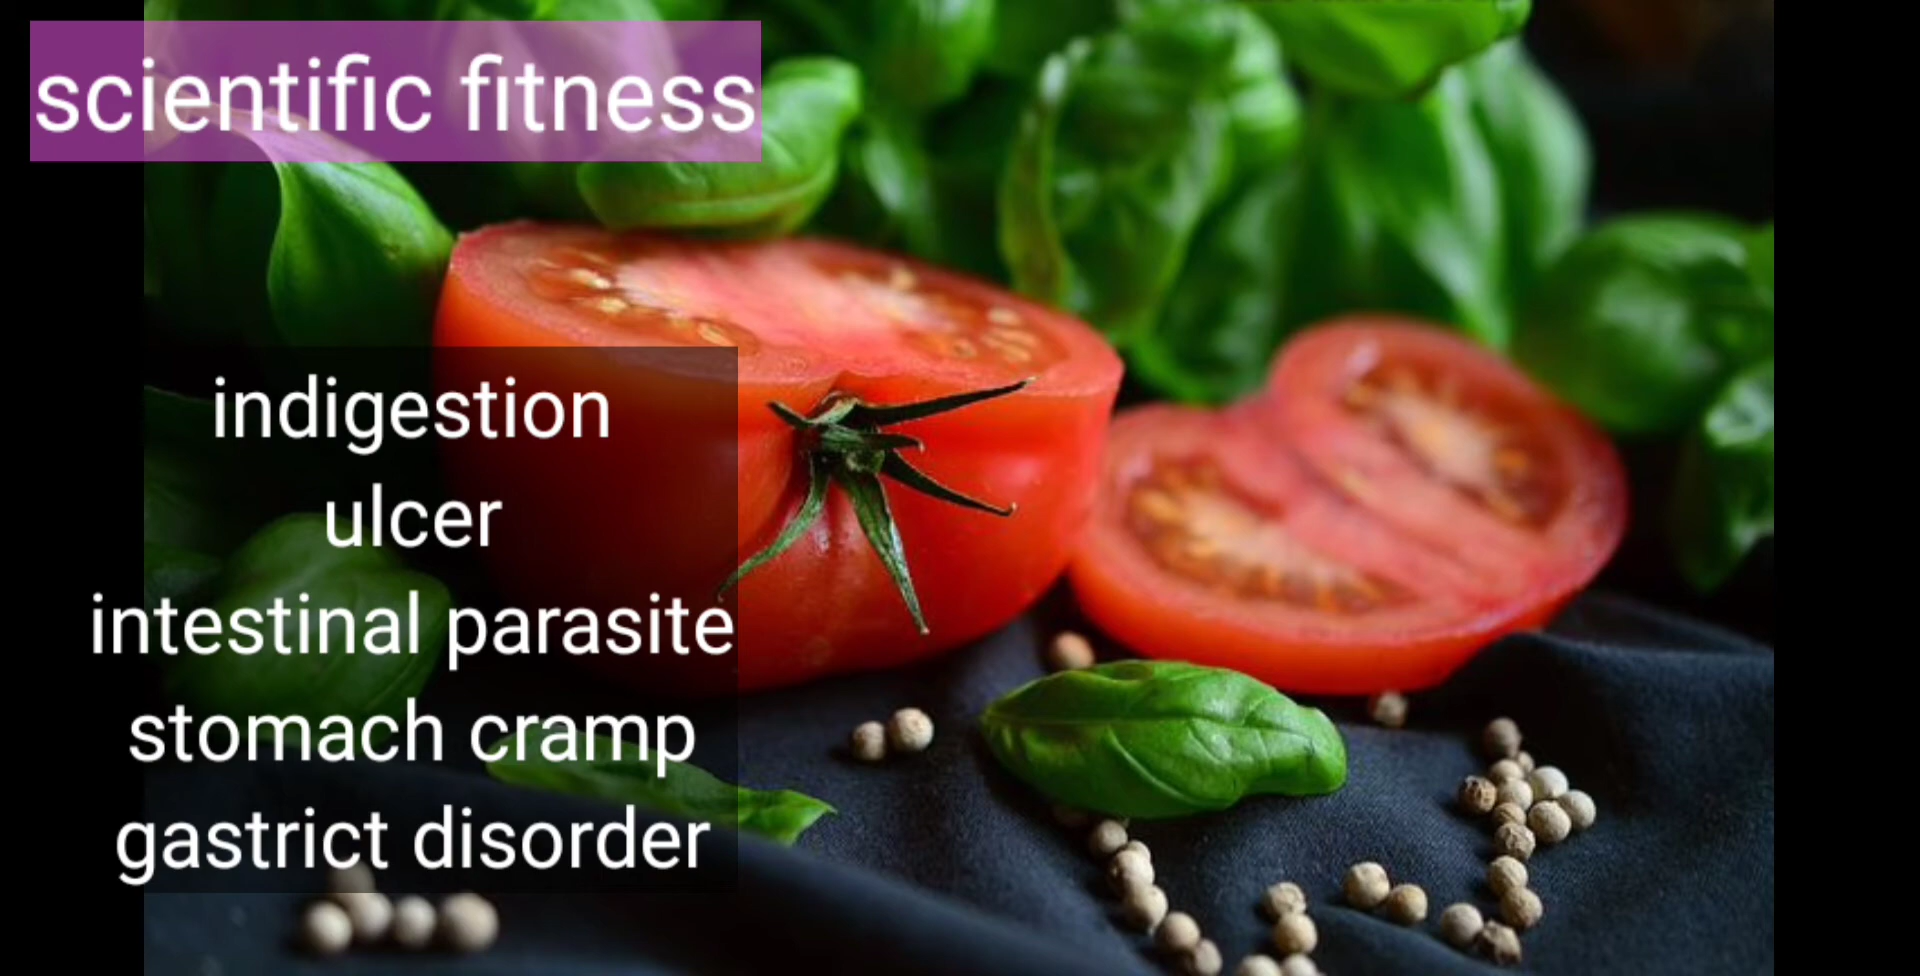 scientific fitness
indigestion
ulcer
intestinal parasite
stomach cramp
gastrict disorder